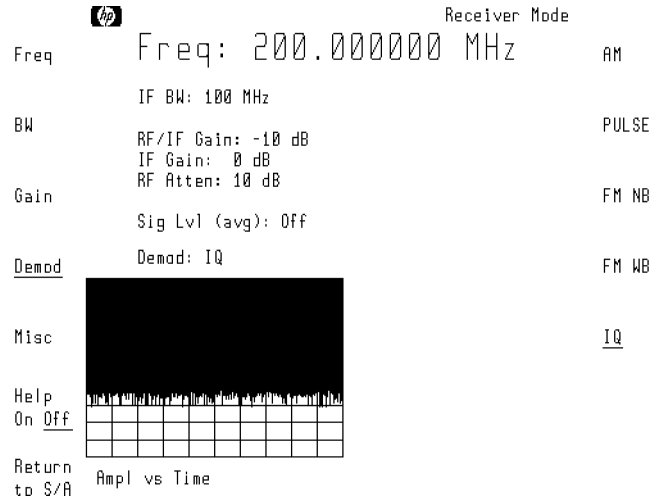 hp
Receiver Mode
Freq
Freq: 200.000000 MHz
AM
IF BW: 100 MHz
BW
PULSE
RF/IF Gain: -10 dB
IF Gain: 0 dB
RF Atten: 10 dB
Gain
FM NB
Sig Lvl (avg): Off
Demod
Demod: IQ
FM WB
Misc
IQ
Help
On Off
Return
to S/A
Ampl vs Time